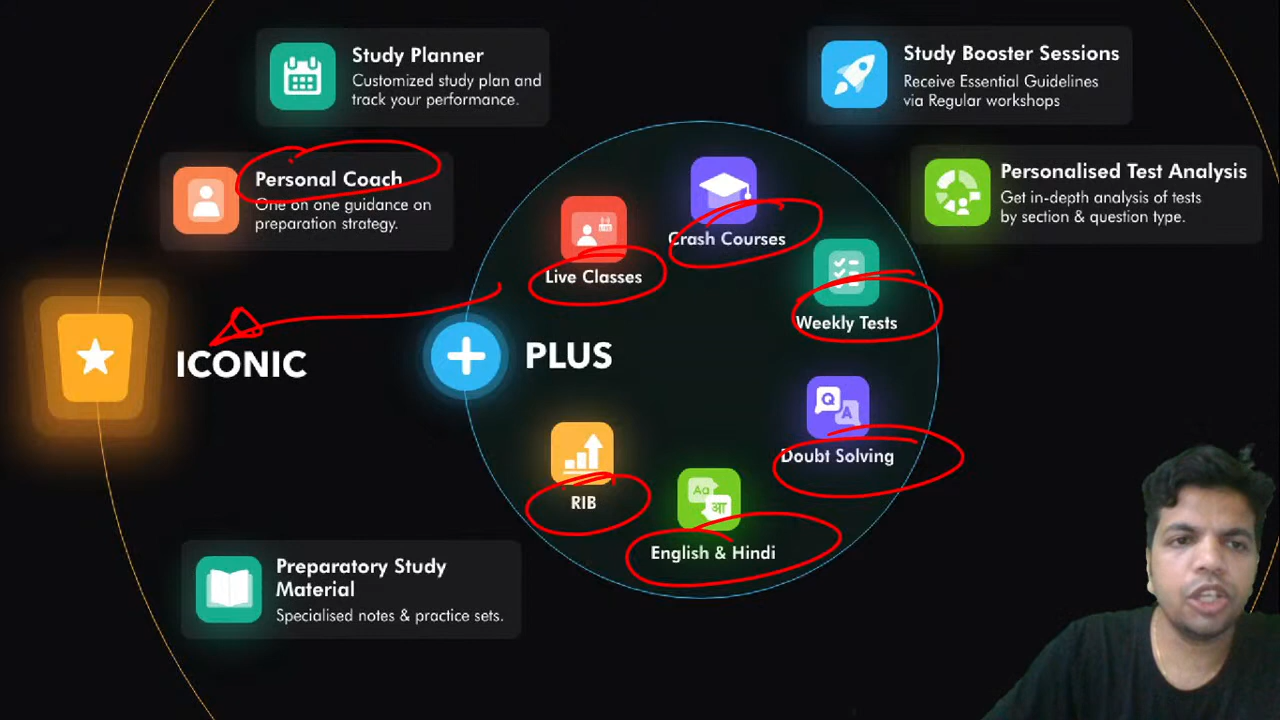 Study Planner
Customized study plan and
track your performance.
Study Booster Sessions
Receive Essential Guidelines
via Regular workshops
Personal Coach
One on one guidance on
preparation strategy.
Personalised Test Analysis
Get in-depth analysis of tests
by section & question type.
Crash Courses
Live Classes
Weekly Tests
ICONIC
PLUS
Q
A
Doubt Solving
RIB
Aa
आ
English & Hindi
Preparatory Study
Material
Specialised notes & practice sets.